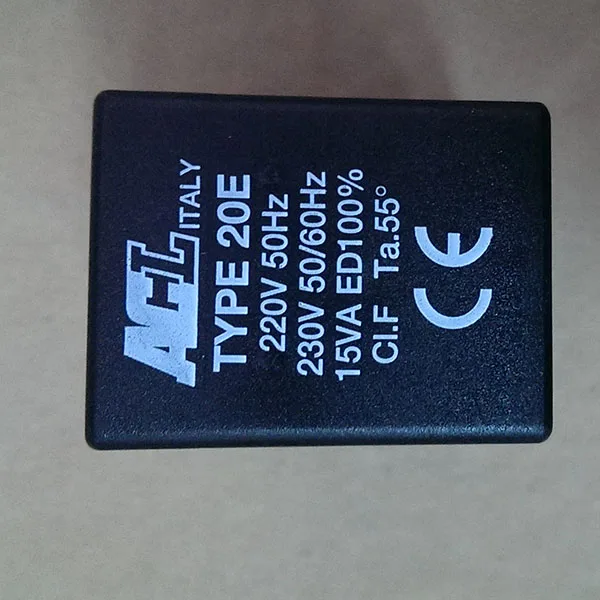 ACL ITALY
TYPE 20E
220V 50Hz
230V 50/60Hz
15VA ED100%
Cl.F Ta.55°
CE